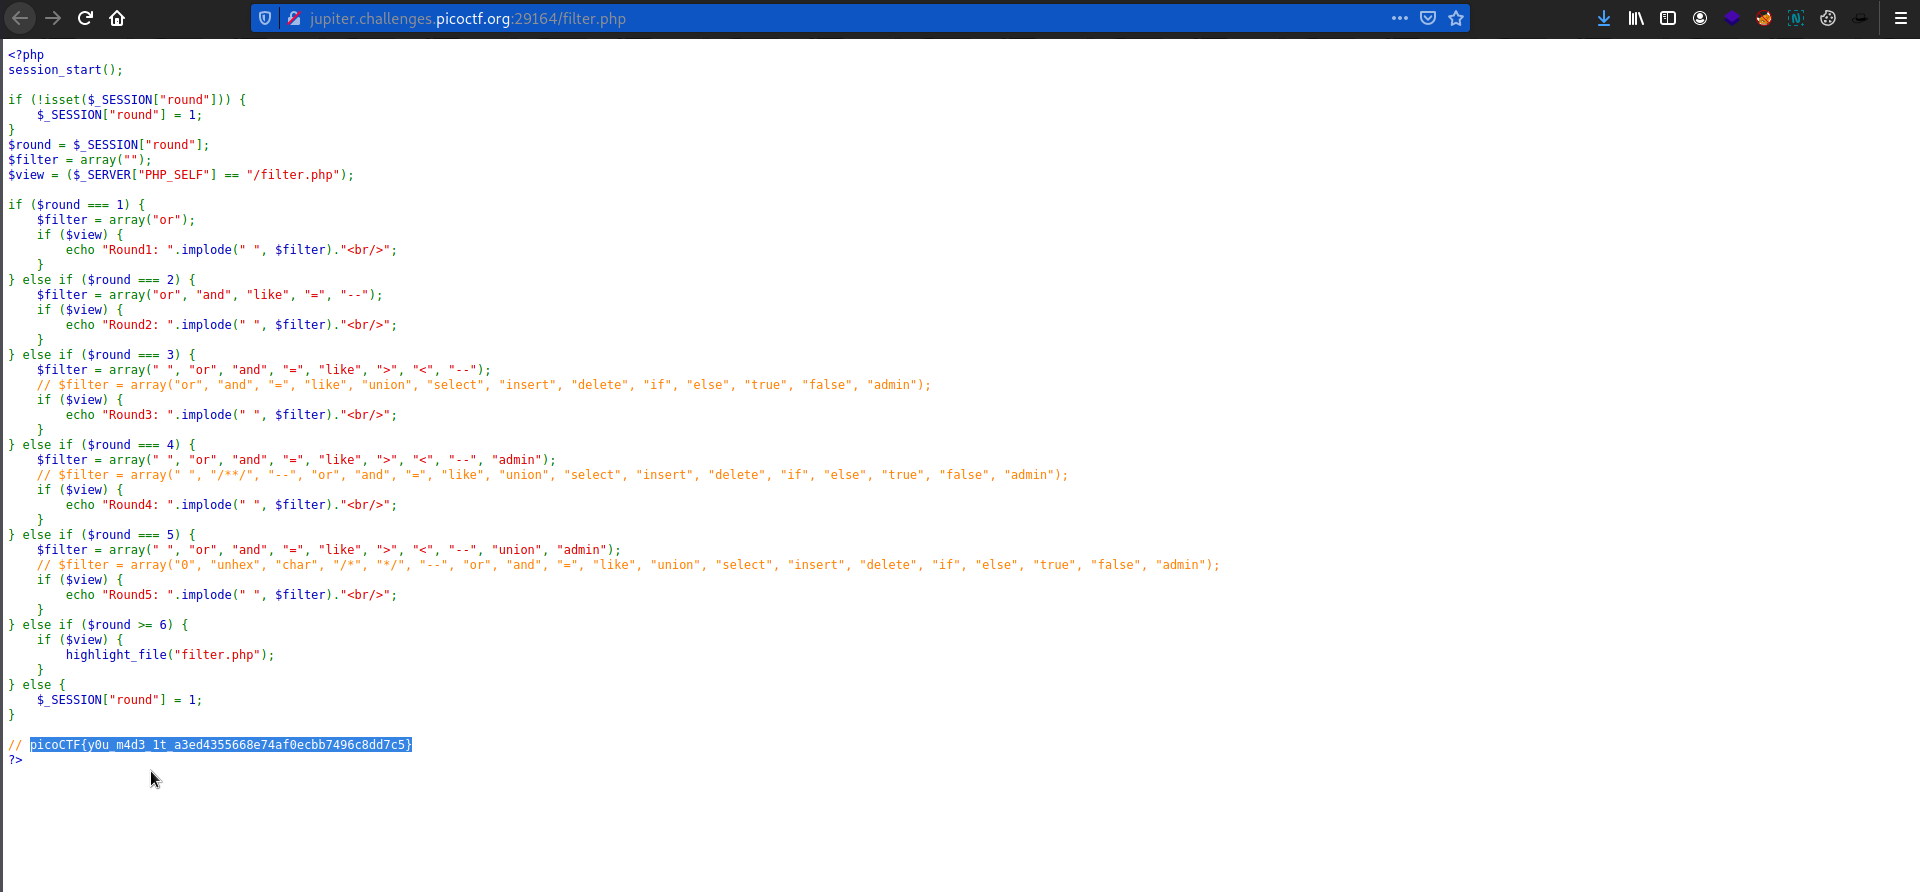 jupiter.challenges.picoctf.org:29164/filter.php
<?php
session_start();
if (!isset($_SESSION["round"])) {
    $_SESSION["round"] = 1;
}
$round = $_SESSION["round"];
$filter = array("");
$view = ($_SERVER["PHP_SELF"] == "/filter.php");
if ($round === 1) {
    $filter = array("or");
    if ($view) {
        echo "Round1: ".implode(" ", $filter)."<br/>";
    }
} else if ($round === 2) {
    $filter = array("or", "and", "like", "=", "--");
    if ($view) {
        echo "Round2: ".implode(" ", $filter)."<br/>";
    }
} else if ($round === 3) {
    $filter = array(" ", "or", "and", "=", "like", ">", "<", "--");
    // $filter = array("or", "and", "=", "like", "union", "select", "insert", "delete", "if", "else", "true", "false", "admin");
    if ($view) {
        echo "Round3: ".implode(" ", $filter)."<br/>";
    }
} else if ($round === 4) {
    $filter = array(" ", "or", "and", "=", "like", ">", "<", "--", "admin");
    // $filter = array(" ", "/**/", "--", "or", "and", "=", "like", "union", "select", "insert", "delete", "if", "else", "true", "false", "admin");
    if ($view) {
        echo "Round4: ".implode(" ", $filter)."<br/>";
    }
} else if ($round === 5) {
    $filter = array(" ", "or", "and", "=", "like", ">", "<", "--", "union", "admin");
    // $filter = array("0", "unhex", "char", "/*", "*/", "--", "or", "and", "=", "like", "union", "select", "insert", "delete", "if", "else", "true", "false", "admin");
    if ($view) {
        echo "Round5: ".implode(" ", $filter)."<br/>";
    }
} else if ($round >= 6) {
    if ($view) {
        highlight_file("filter.php");
    }
} else {
    $_SESSION["round"] = 1;
}
// picoCTF{y0u_m4d3_1t_a3ed4355668e74af0ecbb7496c8dd7c5}
?>